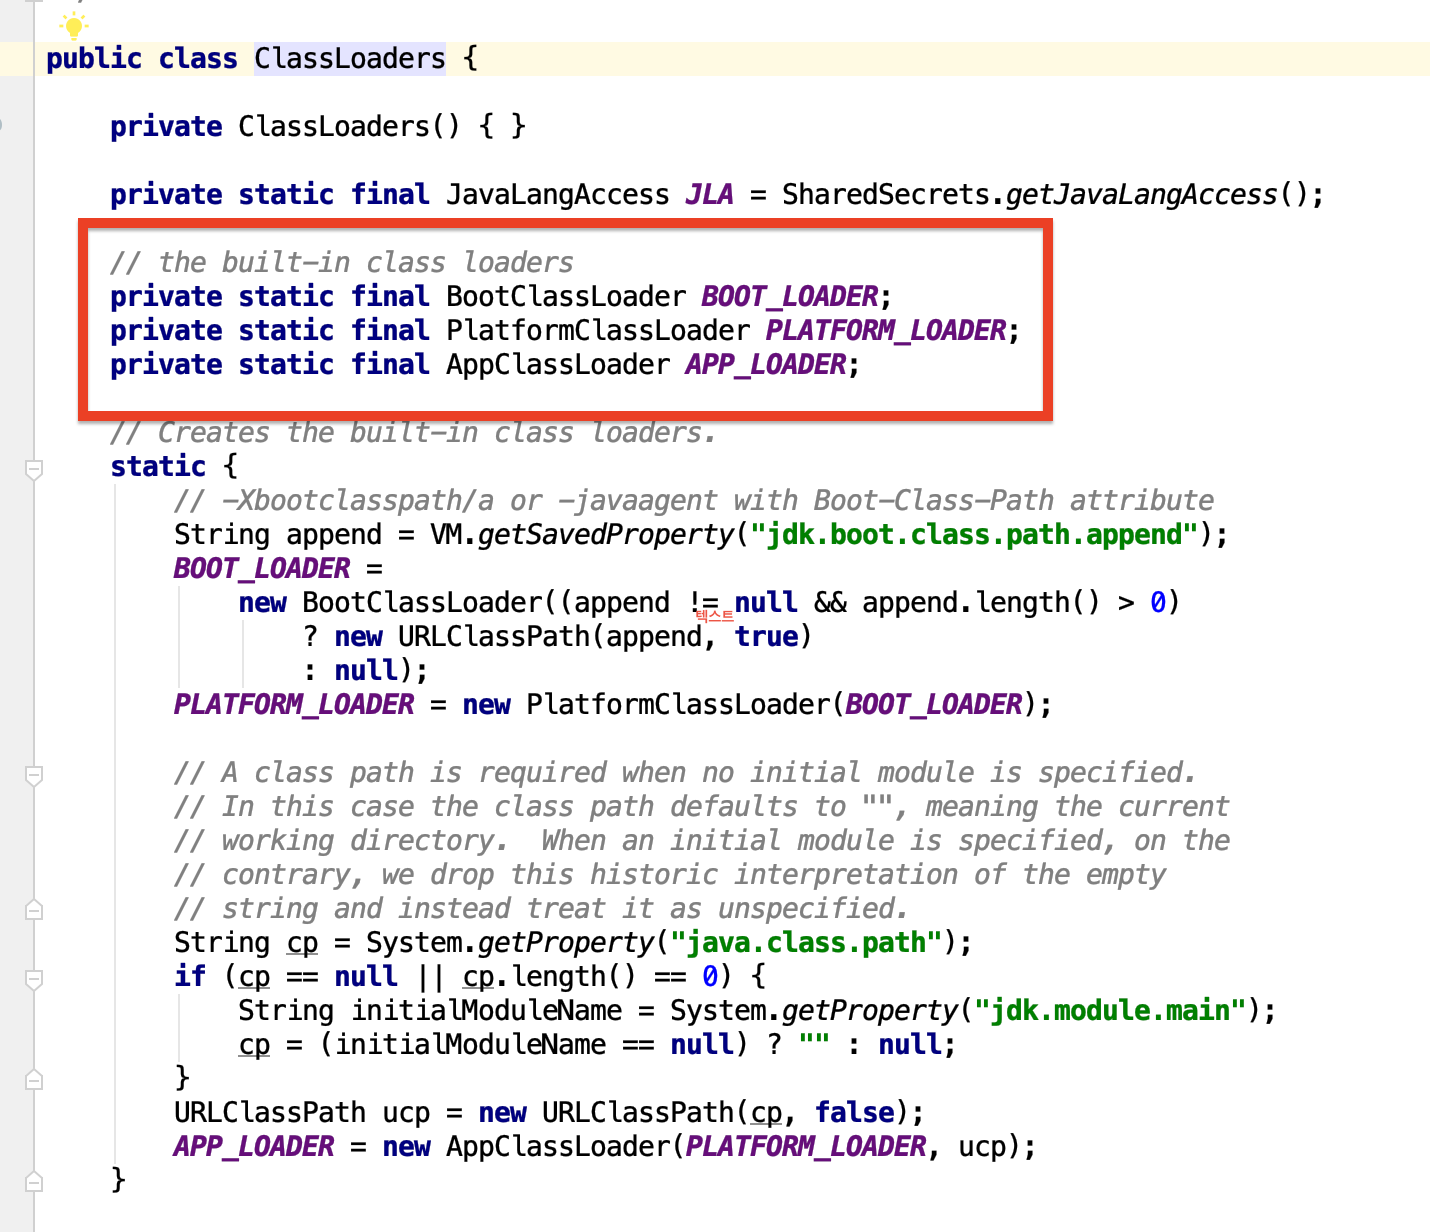 public class ClassLoaders {
private ClassLoaders() { }
private static final JavaLangAccess JLA = SharedSecrets.getJavaLangAccess();
// the built-in class loaders
private static final BootClassLoader BOOT_LOADER;
private static final PlatformClassLoader PLATFORM_LOADER;
private static final AppClassLoader APP_LOADER;
// Creates the built-in class loaders.
static {
// -Xbootclasspath/a or -javaagent with Boot-Class-Path attribute
String append = VM.getSavedProperty("jdk.boot.class.path.append");
BOOT_LOADER =
new BootClassLoader((append != null && append.length() > 0)
텍스트
? new URLClassPath(append, true)
: null);
PLATFORM_LOADER = new PlatformClassLoader(BOOT_LOADER);
// A class path is required when no initial module is specified.
// In this case the class path defaults to "", meaning the current
// working directory.  When an initial module is specified, on the
// contrary, we drop this historic interpretation of the empty
// string and instead treat it as unspecified.
String cp = System.getProperty("java.class.path");
if (cp == null || cp.length() == 0) {
String initialModuleName = System.getProperty("jdk.module.main");
cp = (initialModuleName == null) ? "" : null;
}
URLClassPath ucp = new URLClassPath(cp, false);
APP_LOADER = new AppClassLoader(PLATFORM_LOADER, ucp);
}